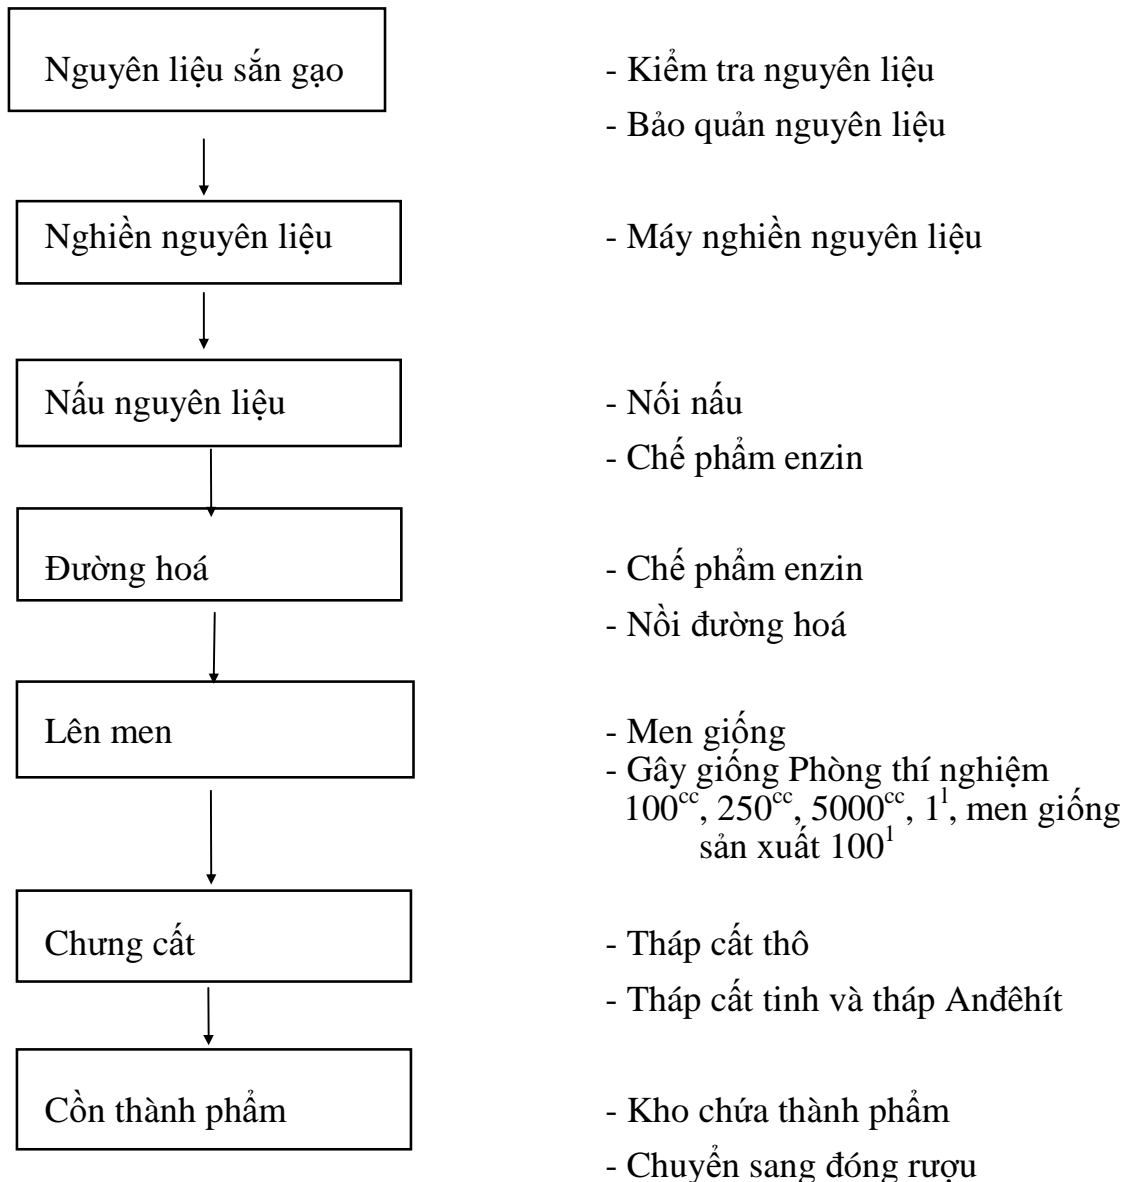 Nguyên liệu sắn gạo - Kiểm tra nguyên liệu
- Bảo quản nguyên liệu
Nghiền nguyên liệu - Máy nghiền nguyên liệu
Nấu nguyên liệu - Nối nấu
- Chế phẩm enzin
Đường hoá - Chế phẩm enzin
- Nồi đường hoá
Lên men - Men giống
- Gây giống Phòng thí nghiệm
100cc, 250cc, 5000cc, 1l, men giống
sản xuất 100l
Chưng cất - Tháp cất thô
- Tháp cất tinh và tháp Anđêhít
Cồn thành phẩm - Kho chứa thành phẩm
- Chuyển sang đóng rượu